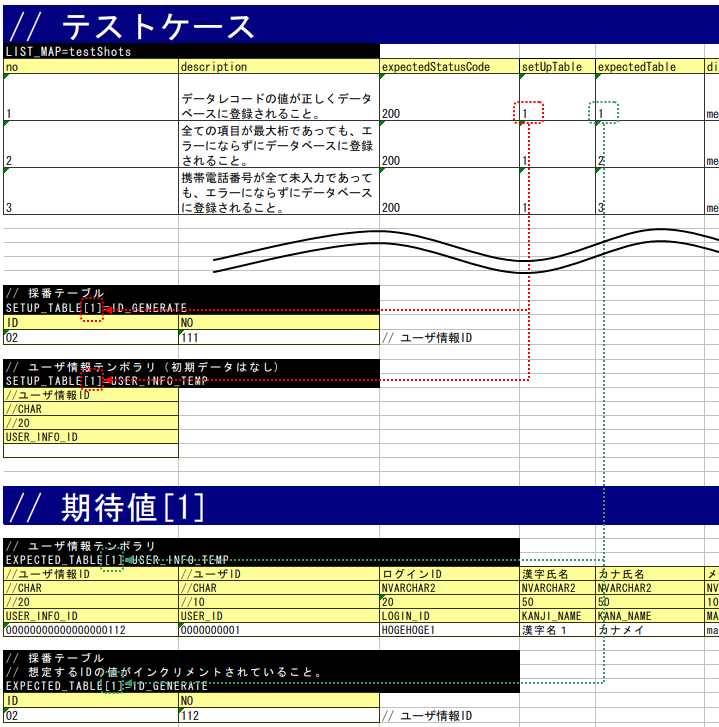 // テストケース
LIST_MAP=testShots
no description expectedStatusCode setUpTable expectedTable di
1 データレコードの値が正しくデータ
ベースに登録されること。 200 1 1 me
2 全ての項目が最大桁であっても、エ
ラーにならずにデータベースに登録
されること。 200 1 2 me
3 携帯電話番号が全て未入力であって
も、エラーにならずにデータベース
に登録されること。 200 1 3 me
// 採番テーブル
SETUP_TABLE[1]=ID_GENERATE
ID NO
02 111 // ユーザ情報ID
// ユーザ情報テンポラリ（初期データはなし）
SETUP_TABLE[1]=USER_INFO_TEMP
//ユーザ情報ID
//CHAR
//20
USER_INFO_ID
// 期待値[1]
// ユーザ情報テンポラリ
EXPECTED_TABLE[1]=USER_INFO_TEMP
//ユーザ情報ID //ユーザID ログインID 漢字氏名 カナ氏名 メ
//CHAR //CHAR NVARCHAR2 NVARCHAR2 NVARCHAR2 NV
//20 //10 20 50 50 10
USER_INFO_ID USER_ID LOGIN_ID KANJI_NAME KANA_NAME MA
00000000000000000112 0000000001 HOGEHOGE1 漢字名１ カナメイ ma
// 採番テーブル
// 想定するIDの値がインクリメントされていること。
EXPECTED_TABLE[1]=ID_GENERATE
ID NO
02 112 // ユーザ情報ID